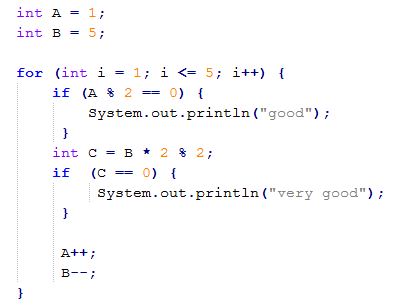 int A = 1;
int B = 5;
for (int i = 1; i <= 5; i++) {
if (A % 2 == 0) {
System.out.println("good");
}
int C = B * 2 % 2;
if (C == 0) {
System.out.println("very good");
}
A++;
B--;
}